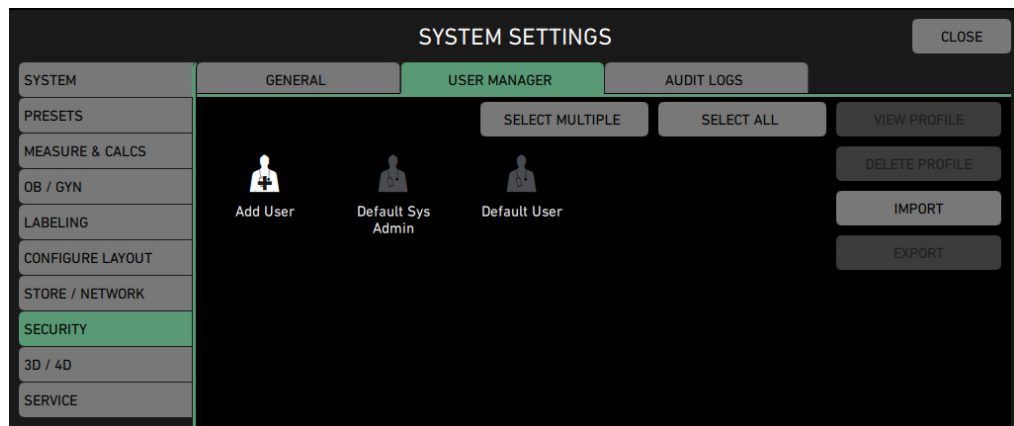 SYSTEM SETTINGS
CLOSE
SYSTEM
GENERAL
USER MANAGER
AUDIT LOGS
PRESETS
SELECT MULTIPLE
SELECT ALL
VIEW PROFILE
MEASURE & CALCS
DELETE PROFILE
OB / GYN
LABELING
Add User
Default Sys
Admin
Default User
IMPORT
CONFIGURE LAYOUT
EXPORT
STORE / NETWORK
SECURITY
3D / 4D
SERVICE